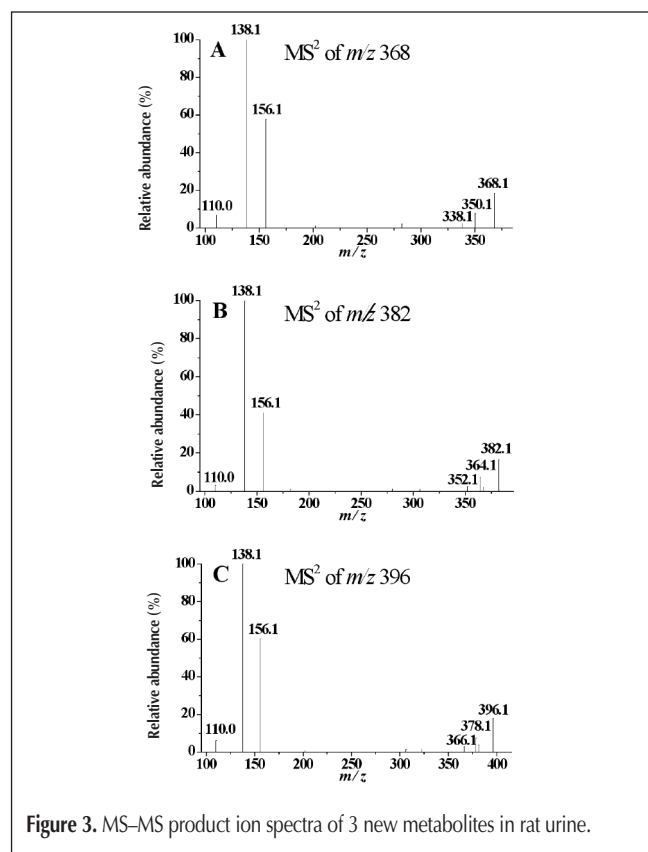 A
MS² of m/z 368
Relative abundance (%)
100
80
60
40
20
0
138.1
156.1
110.0
338.1
350.1
368.1
100 150 200 250 300 350
m/z
B
MS² of m/z 382
Relative abundance (%)
100
80
60
40
20
0
138.1
156.1
110.0
352.1
364.1
382.1
100 150 200 250 300 350
m/z
C
MS² of m/z 396
Relative abundance (%)
100
80
60
40
20
0
138.1
156.1
110.0
366.1
378.1
396.1
100 150 200 250 300 350 400
m/z
Figure 3. MS–MS product ion spectra of 3 new metabolites in rat urine.